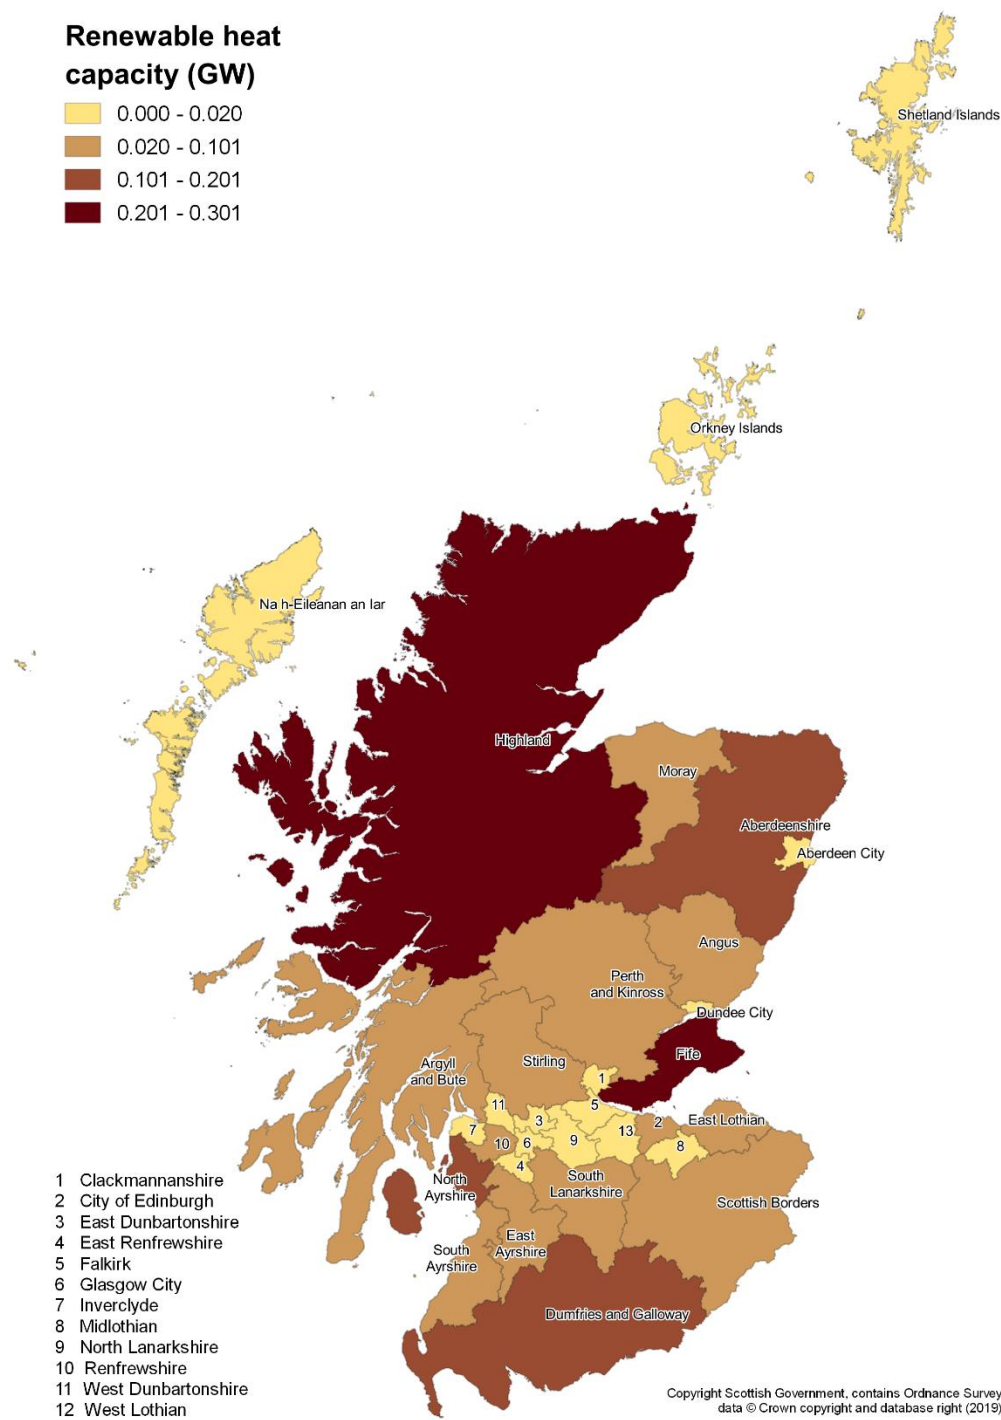 Renewable heat
capacity (GW)
0.000 - 0.020
0.020 - 0.101
0.101 - 0.201
0.201 - 0.301
Shetland Islands
Orkney Islands
Na h-Eileanan an Iar
Highland
Moray
Aberdeenshire
Aberdeen City
Angus
Perth
and Kinross
Dundee City
Fife
Stirling
Argyll
and Bute
1
11
5
3
2
East Lothian
7
13
10
6
9
8
4
North
Ayrshire
South
Lanarkshire
Scottish Borders
East
Ayrshire
South
Ayrshire
Dumfries and Galloway
1 Clackmannanshire
2 City of Edinburgh
3 East Dunbartonshire
4 East Renfrewshire
5 Falkirk
6 Glasgow City
7 Inverclyde
8 Midlothian
9 North Lanarkshire
10 Renfrewshire
11 West Dunbartonshire
12 West Lothian
Copyright Scottish Government, contains Ordnance Survey
data © Crown copyright and database right (2019)